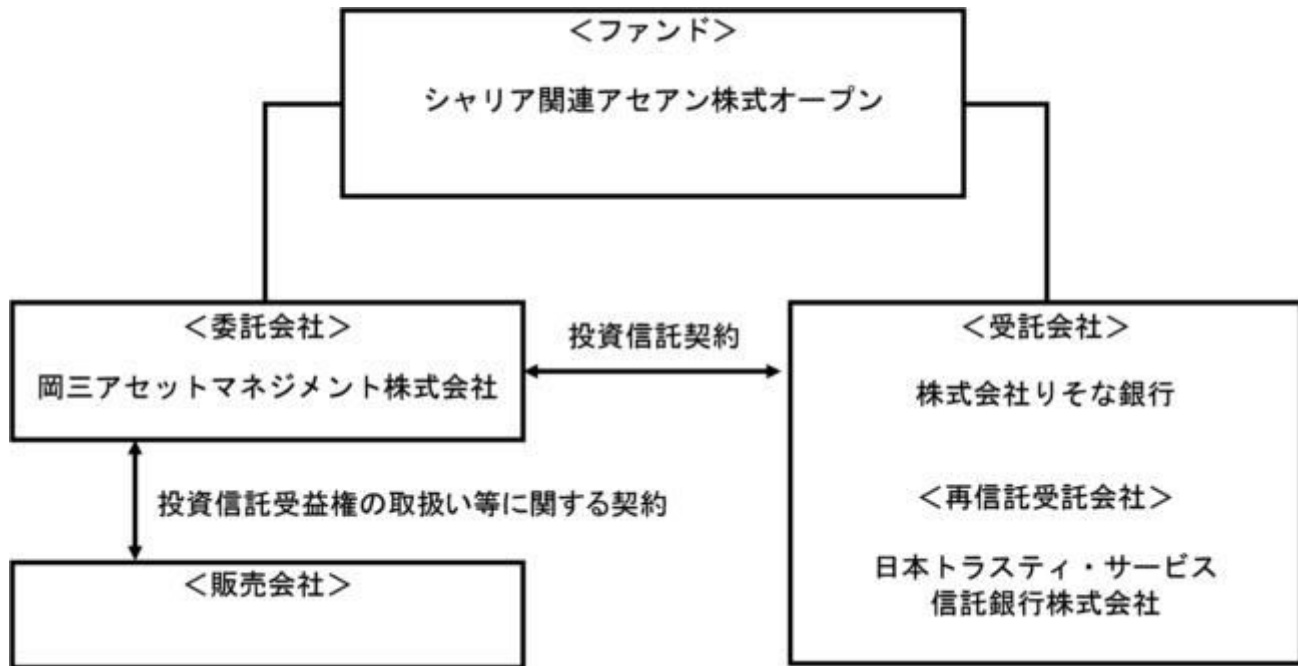 ＜ファンド＞
シャリア関連アセアン株式オープン
＜委託会社＞
岡三アセットマネジメント株式会社
投資信託契約
＜受託会社＞
株式会社りそな銀行
＜再信託受託会社＞
日本トラスティ・サービス
信託銀行株式会社
投資信託受益権の取扱い等に関する契約
＜販売会社＞